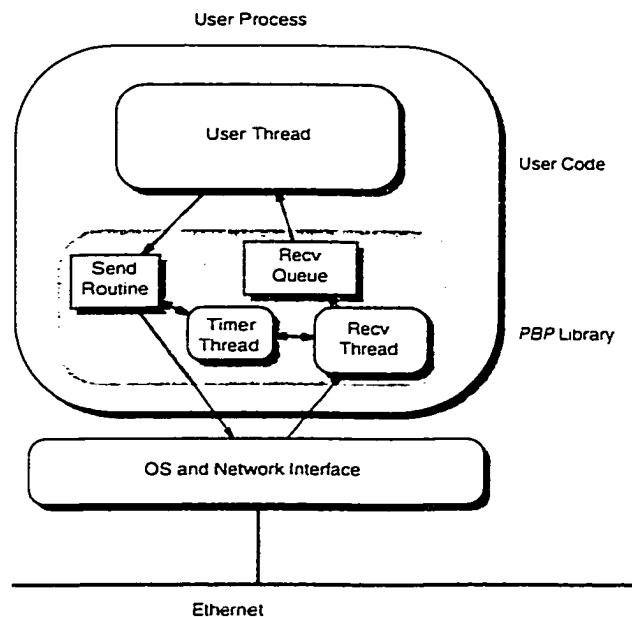 User Process
User Thread
User Code
Send
Routine
Recv
Queue
Timer
Thread
Recv
Thread
PBP Library
OS and Network Interface
Ethernet